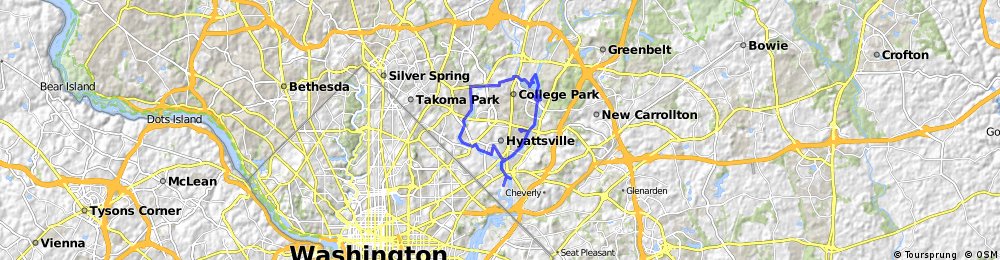 Bowie
Greenbelt
Crofton
Silver Spring
Bethesda
Bear Island
College Park
Takoma Park
New Carrollton
Dots Island
Hyattsville
McLean
Cheverly
Glenarden
Tysons Corner
Vienna
Washington
Seat Pleasant
© Toursprung © OSM